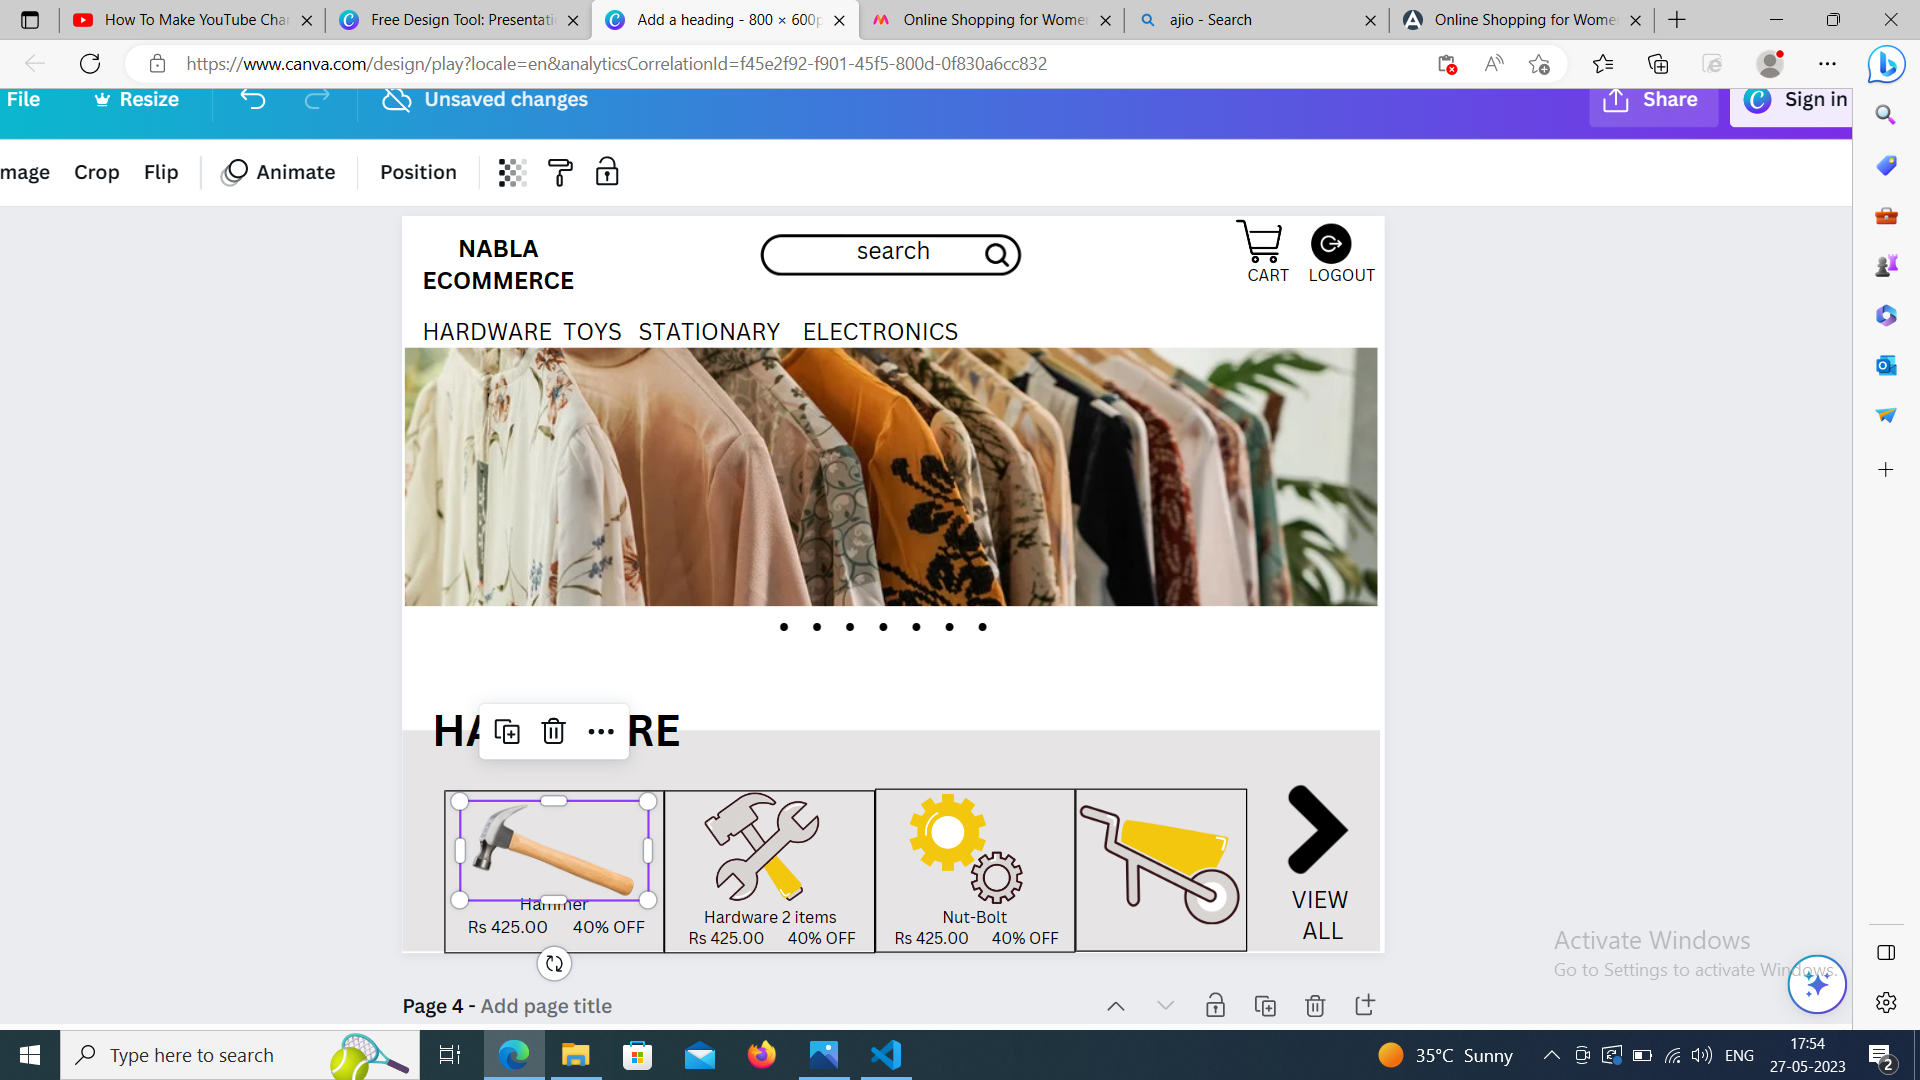 How To Make YouTube Chan
Free Design Tool: Presentati
Add a heading - 800 × 600p
Online Shopping for Wome
ajio - Search
Online Shopping for Wome
https://www.canva.com/design/play?locale=en&analyticsCorrelationId=f45e2f92-f901-45f5-800d-0f830a6cc832
File
Resize
Unsaved changes
Share
Sign in
mage
Crop
Flip
Animate
Position
NABLA
ECOMMERCE
search
CART
LOGOUT
HARDWARE TOYS STATIONARY ELECTRONICS
HA RE
Hammer
Rs 425.00 40% OFF
Hardware 2 items
Rs 425.00 40% OFF
Nut-Bolt
Rs 425.00 40% OFF
VIEW
ALL
Activate Windows
Go to Settings to activate Windows.
Page 4 - Add page title
Type here to search
35°C Sunny
ENG
17:54
27-05-2023
2